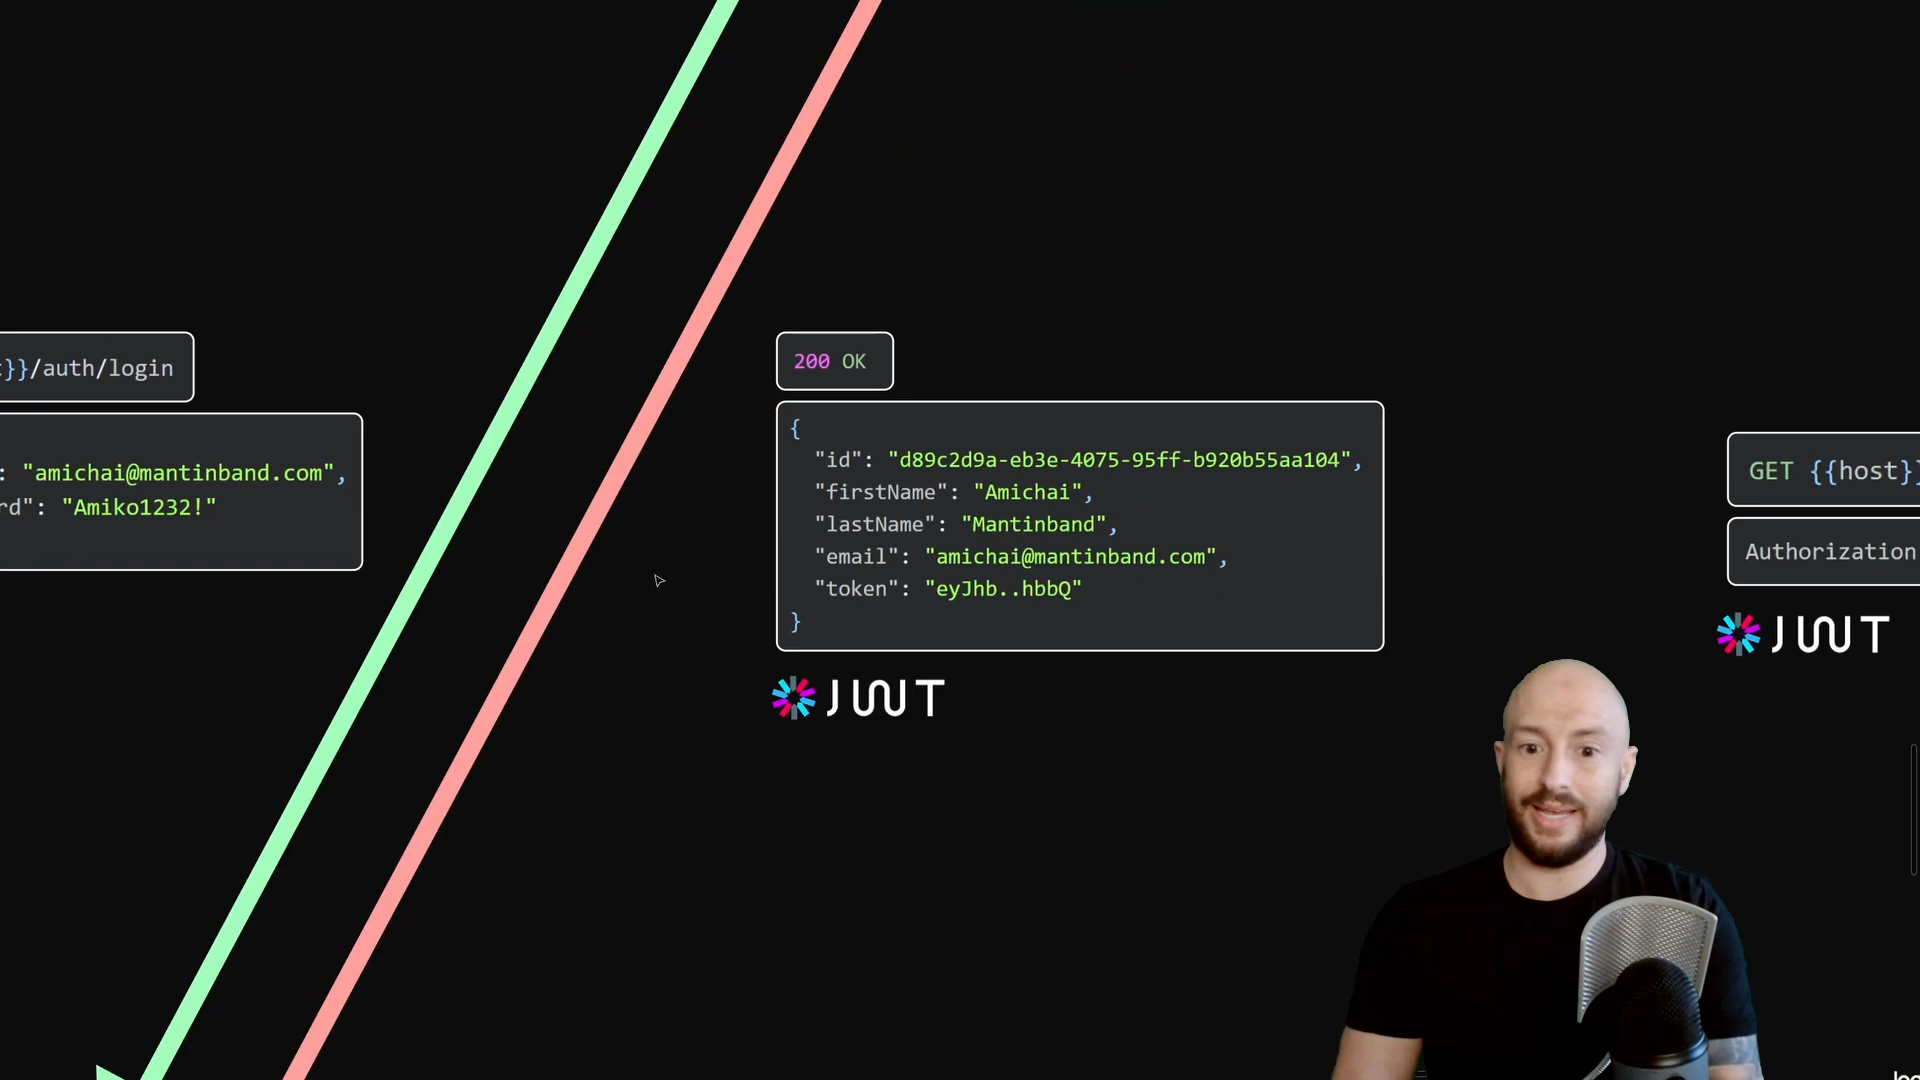 t}}/auth/login
: "amichai@mantinband.com",
rd": "Amiko1232!"
200 OK
{
"id": "d89c2d9a-eb3e-4075-95ff-b920b55aa104",
"firstName": "Amichai",
"lastName": "Mantinband",
"email": "amichai@mantinband.com",
"token": "eyJhb..hbbQ"
}
JWT
GET {{host}}
Authorization
JWT